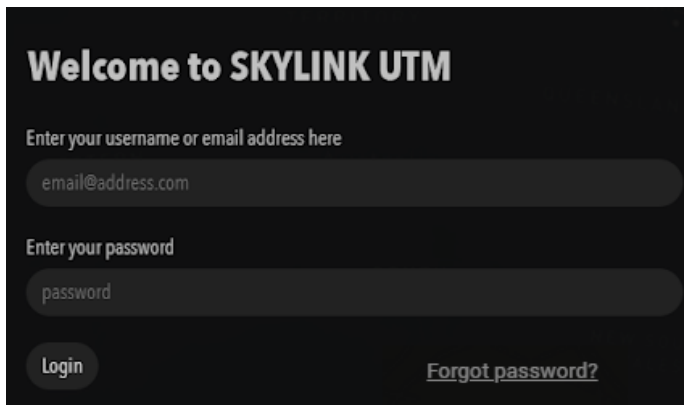 Welcome to SKYLINK UTM
Enter your username or email address here
email@address.com
Enter your password
password
Login
Forgot password?